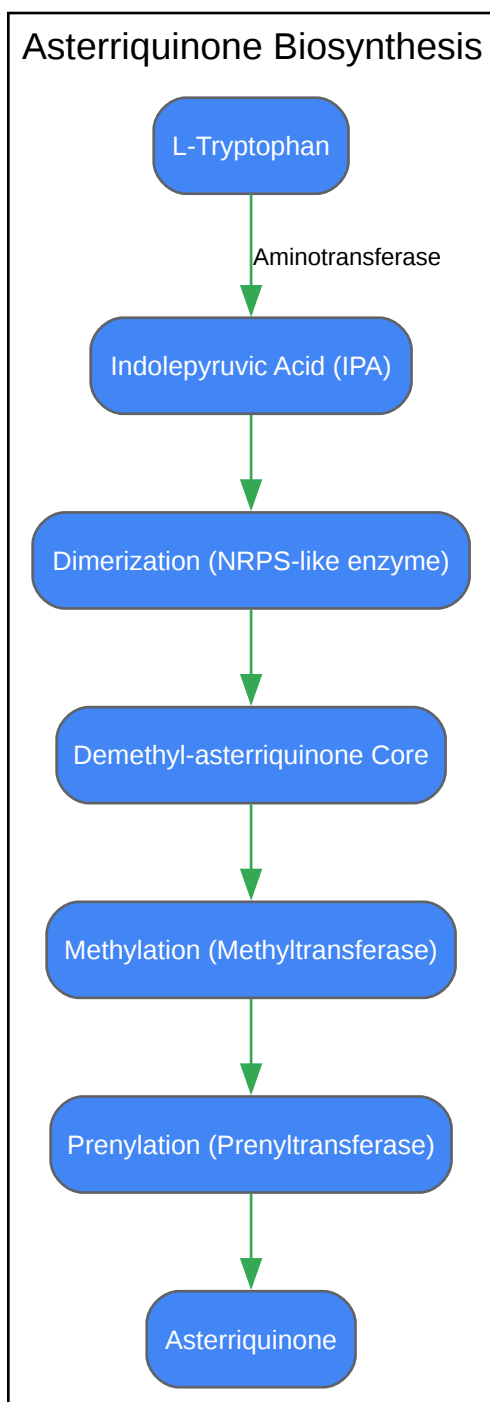 Asterriquinone Biosynthesis
L-Tryptophan
Aminotransferase
Indolepyruvic Acid (IPA)
Dimerization (NRPS-like enzyme)
Demethyl-asterriquinone Core
Methylation (Methyltransferase)
Prenylation (Prenyltransferase)
Asterriquinone